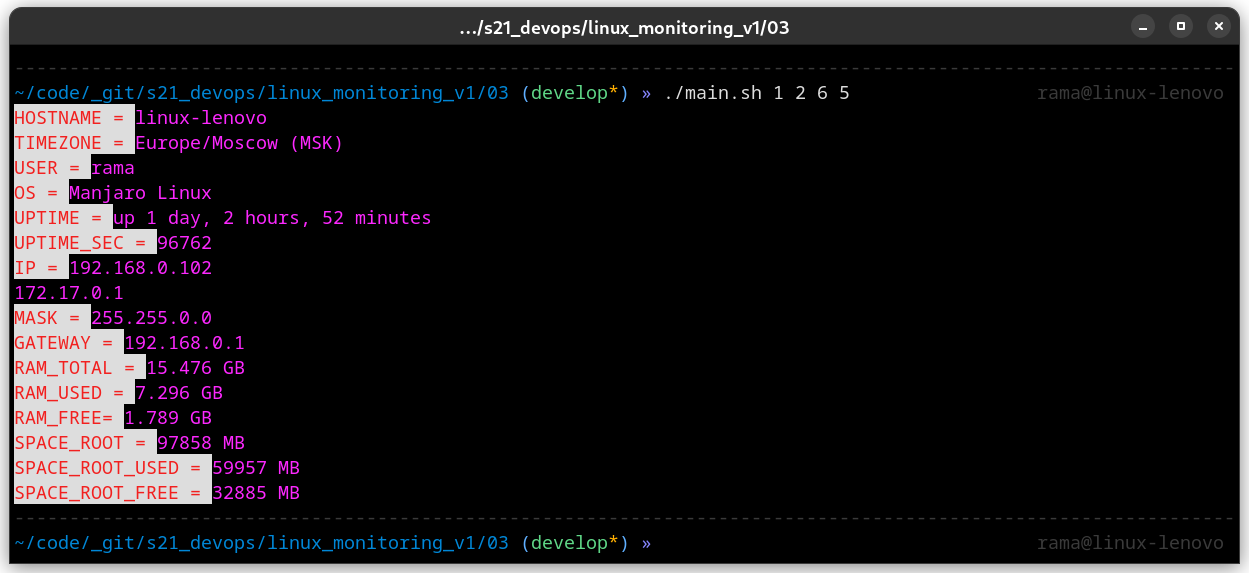 .../s21_devops/linux_monitoring_v1/03
~/code/_git/s21_devops/linux_monitoring_v1/03 (develop*) » ./main.sh 1 2 6 5 rama@linux-lenovo
HOSTNAME = linux-lenovo
TIMEZONE = Europe/Moscow (MSK)
USER = rama
OS = Manjaro Linux
UPTIME = up 1 day, 2 hours, 52 minutes
UPTIME_SEC = 96762
IP = 192.168.0.102
172.17.0.1
MASK = 255.255.0.0
GATEWAY = 192.168.0.1
RAM_TOTAL = 15.476 GB
RAM_USED = 7.296 GB
RAM_FREE= 1.789 GB
SPACE_ROOT = 97858 MB
SPACE_ROOT_USED = 59957 MB
SPACE_ROOT_FREE = 32885 MB
~/code/_git/s21_devops/linux_monitoring_v1/03 (develop*) » rama@linux-lenovo